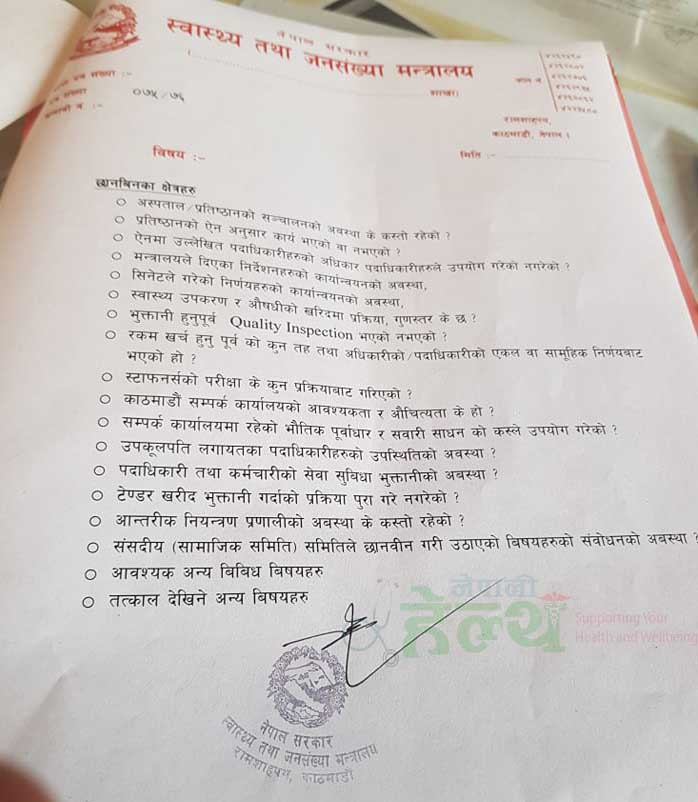 नेपाल सरकार
स्वास्थ्य तथा जनसंख्या मन्त्रालय
शाखा)
संख्या :-
संख्या ०७५/७६
न. :-
फोन नं
रामशाहपथ,
काठमाडौं, नेपाल ।
विषय :-
मिति :-
छानबिनका क्षेत्रहरु
अस्पताल/प्रतिष्ठानको सञ्चालनको अवस्था के कस्तो रहेको ?
प्रतिष्ठानको ऐन अनुसार कार्य भएको वा नभएको ?
ऐनमा उल्लेखित पदाधिकारीहरुको अधिकार पदाधिकारीहरुले उपयोग गरेको नगरेको ?
मन्त्रालयले दिएका निर्देशनहरुको कार्यान्वयनको अवस्था,
सिनेटले गरेको निर्णयहरुको कार्यान्वयनको अवस्था,
स्वास्थ्य उपकरण र औषधीको खरिदमा प्रक्रिया, गुणस्तर के छ ?
भुक्तानी हुनुपूर्व Quality Inspection भएको नभएको ?
रकम खर्च हुनु पूर्व को कुन तह तथा अधिकारीको/पदाधिकारीको एकल वा सामूहिक निर्णयबाट
भएको हो ?
स्टाफनर्सको परीक्षा के कुन प्रक्रियाबाट गरिएको ?
काठमाडौं सम्पर्क कार्यालयको आवश्यकता र औचित्यता के हो ?
सम्पर्क कार्यालयमा रहेको भौतिक पूर्वाधार र सवारी साधन को कस्ले उपयोग गरेको ?
उपकूलपति लगायतका पदाधिकारीहरुको उपस्थितिको अवस्था ?
पदाधिकारी तथा कर्मचारीको सेवा सुबिधा भुक्तानीको अबस्था ?
टेण्डर खरीद भुक्तानी गर्दाको प्रक्रिया पुरा गरे नगरेको ?
आन्तरीक नियन्त्रण प्रणालीको अवस्था के कस्तो रहेको ?
संसदीय (सामाजिक समिति) समितिले छानवीन गरी उठाएको बिषयहरुको संवोधनको अबस्था ?
आवश्यक अन्य बिबिध बिषयहरु
तत्काल देखिने अन्य बिषयहरु
नेपाली
हेल्थ
Supporting Your
Health and Wellbeing
नेपाल सरकार
स्वास्थ्य तथा जनसंख्या मन्त्रालय
रामशाहपथ, काठमाडौं